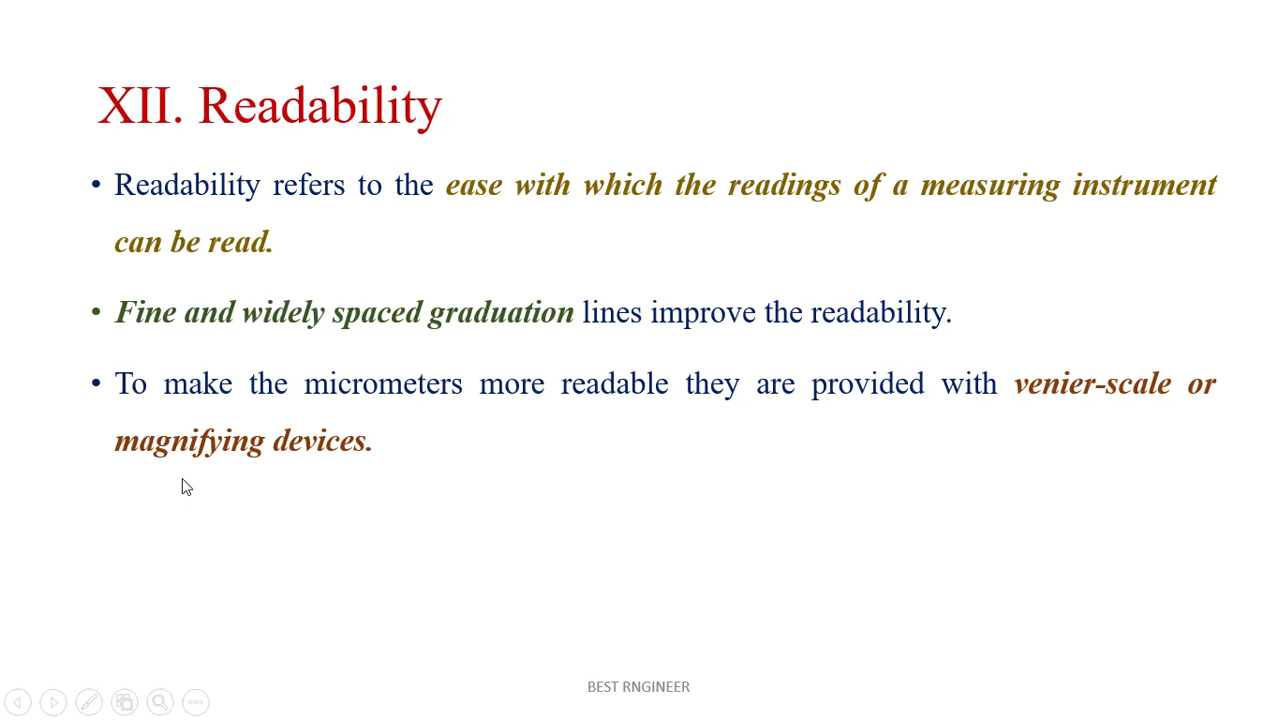 XII. Readability
• Readability refers to the ease with which the readings of a measuring instrument
can be read.
• Fine and widely spaced graduation lines improve the readability.
• To make the micrometers more readable they are provided with venier-scale or
magnifying devices.
BEST RNGINEER